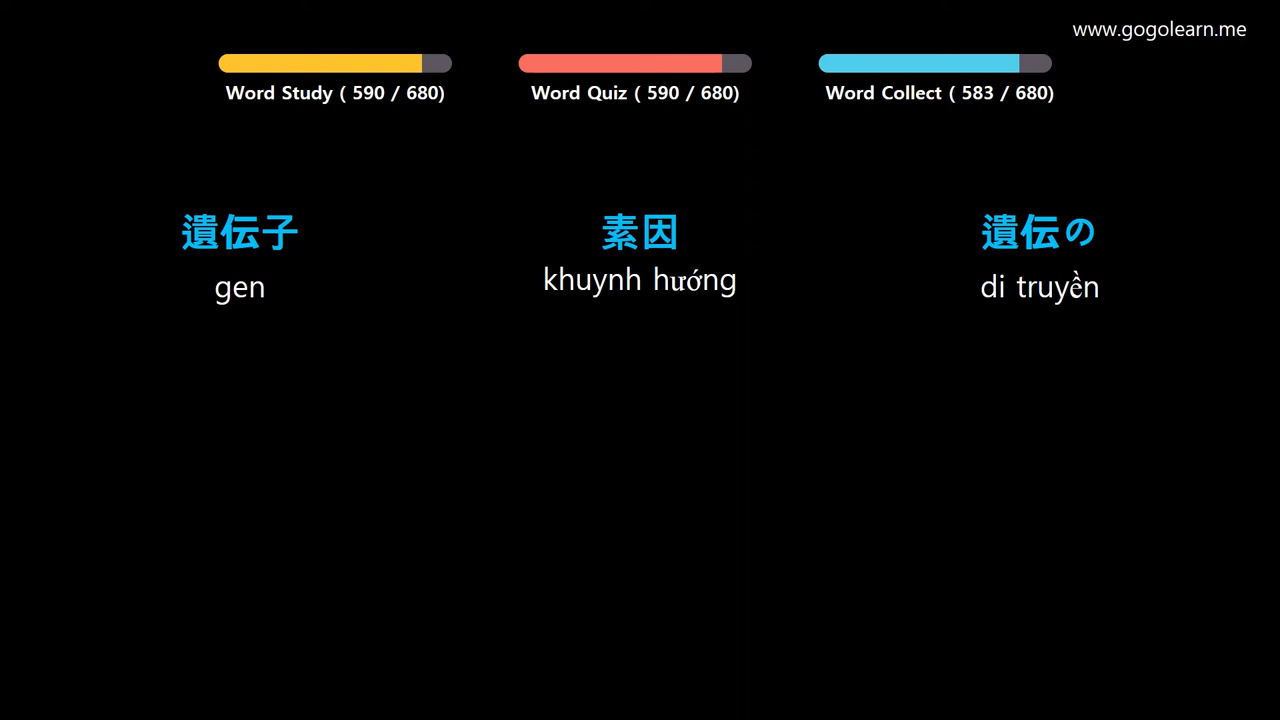 www.gogolearn.me
Word Study ( 590 / 680)
Word Quiz ( 590 / 680)
Word Collect ( 583 / 680)
遺伝子
gen
素因
khuynh hướng
遺伝の
di truyền